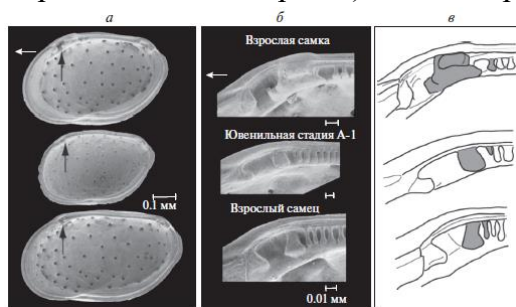 а
б
в
Взрослая самка
Ювенильная стадия А-1
0.1 мм
Взрослый самец
0.01 мм